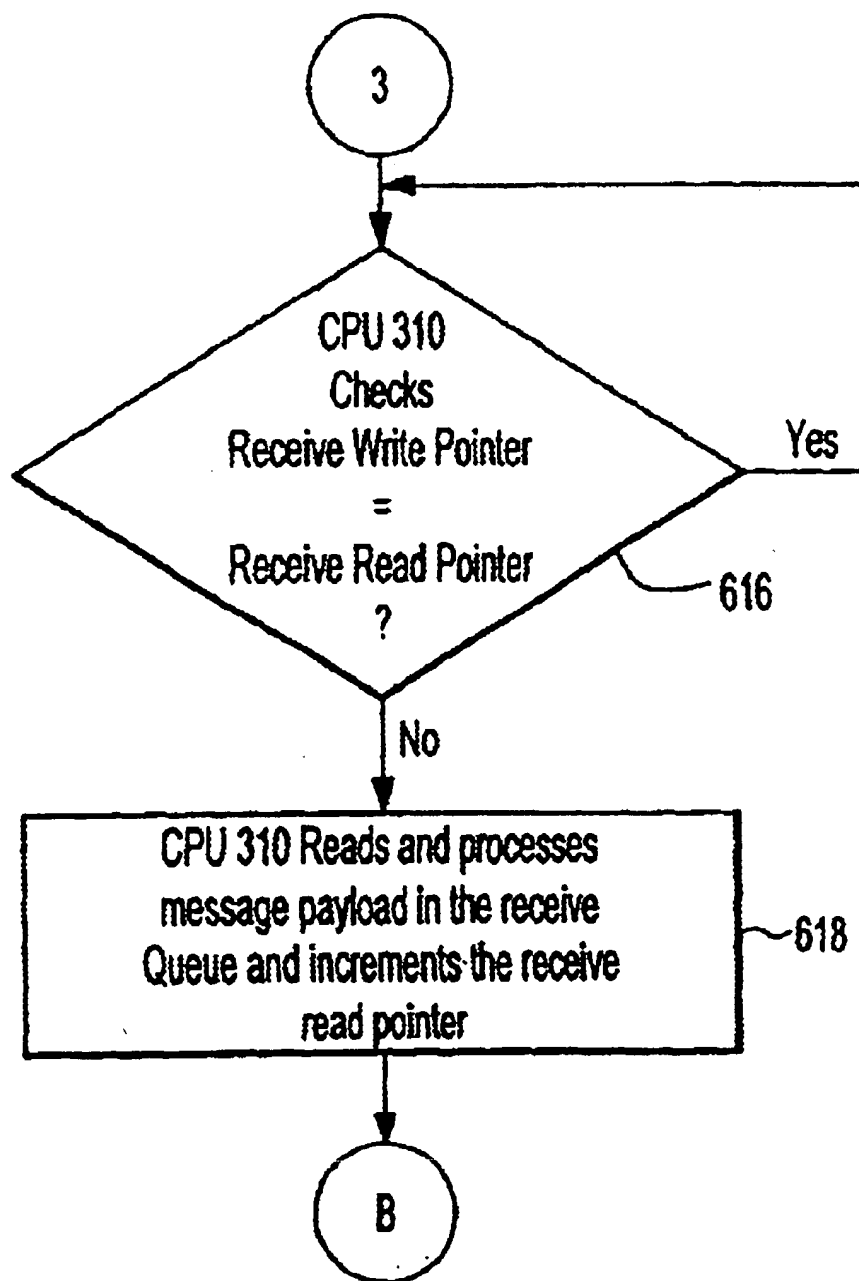 3
CPU 310
Checks
Receive Write Pointer
=
Receive Read Pointer
?
Yes
616
No
CPU 310 Reads and processes
message payload in the receive
Queue and increments the receive
read pointer
618
B